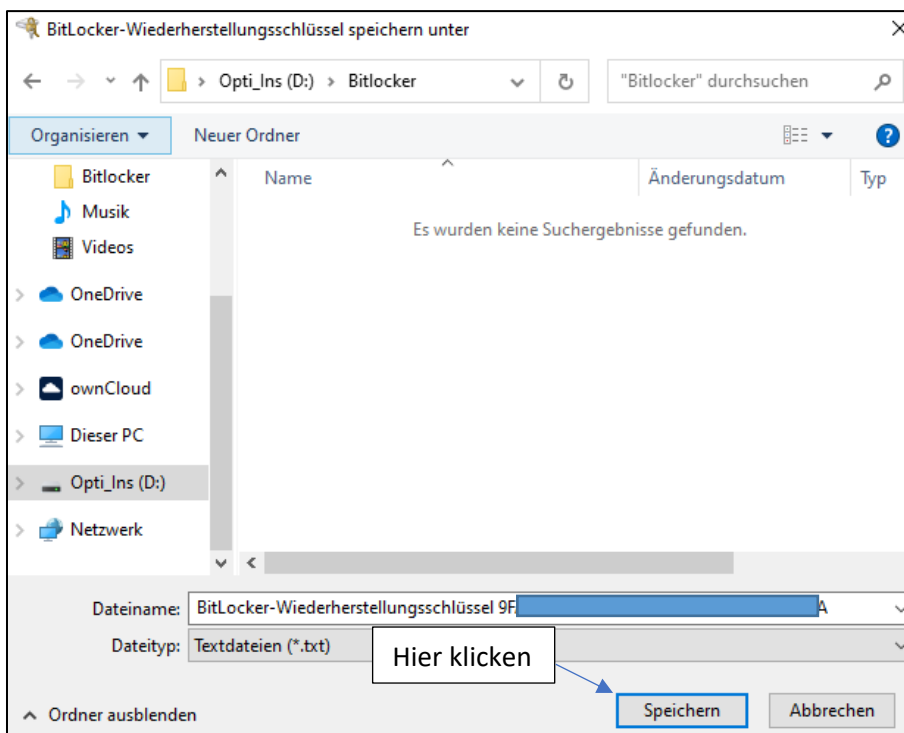 BitLocker-Wiederherstellungsschlüssel speichern unter
Opti_Ins (D:) > Bitlocker "Bitlocker" durchsuchen
Organisieren Neuer Ordner ?
Bitlocker Name Änderungsdatum Typ
Musik
Es wurden keine Suchergebnisse gefunden.
Videos
OneDrive
OneDrive
ownCloud
Dieser PC
Opti_Ins (D:)
Netzwerk
Dateiname: BitLocker-Wiederherstellungsschlüssel 9F A
Dateityp: Textdateien (*.txt)
Hier klicken
Ordner ausblenden Speichern Abbrechen